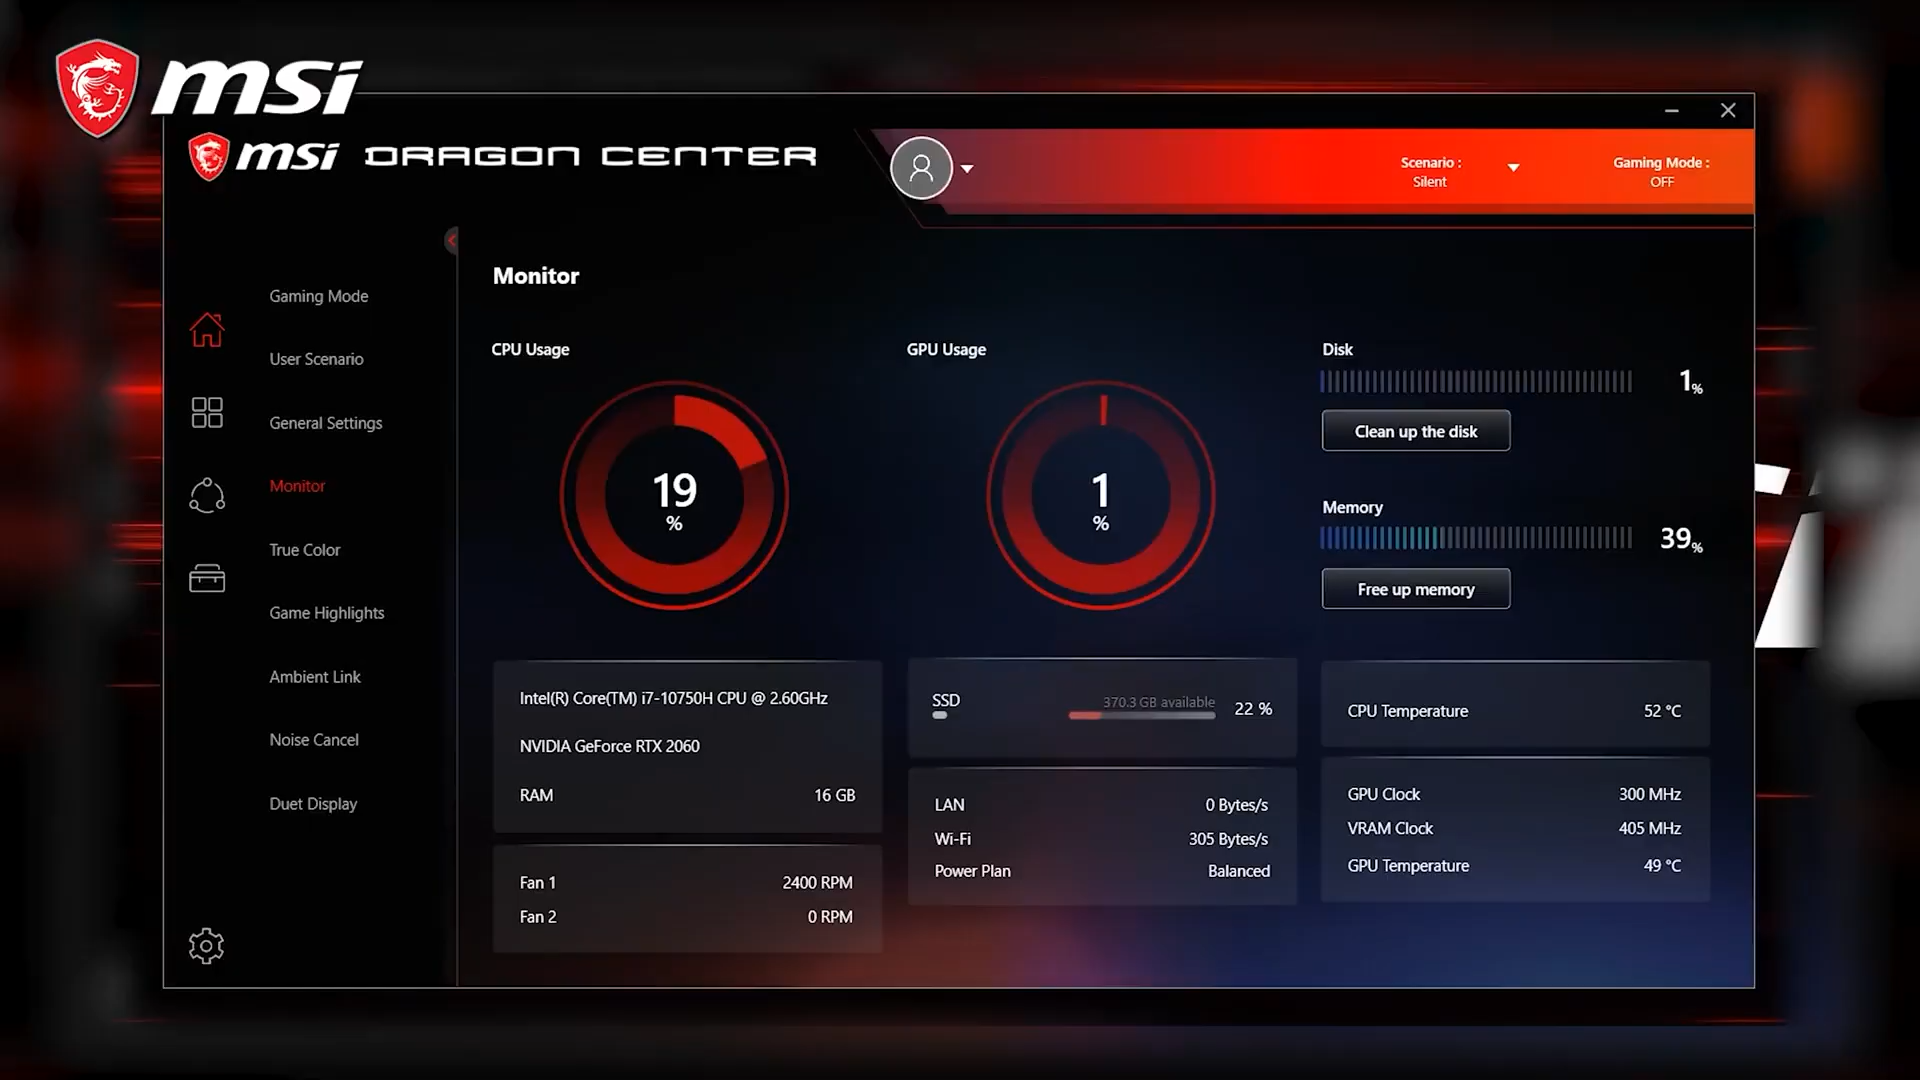 msi
msi DRAGON CENTER
Scenario :
Silent
Gaming Mode :
OFF
Gaming Mode
User Scenario
General Settings
Monitor
True Color
Game Highlights
Ambient Link
Noise Cancel
Duet Display
Monitor
CPU Usage
19
%
GPU Usage
1
%
Disk
1%
Clean up the disk
Memory
39%
Free up memory
Intel(R) Core(TM) i7-10750H CPU @ 2.60GHz
NVIDIA GeForce RTX 2060
RAM 16 GB
Fan 1 2400 RPM
Fan 2 0 RPM
SSD 370.3 GB available 22 %
LAN 0 Bytes/s
Wi-Fi 305 Bytes/s
Power Plan Balanced
CPU Temperature 52 °C
GPU Clock 300 MHz
VRAM Clock 405 MHz
GPU Temperature 49 °C